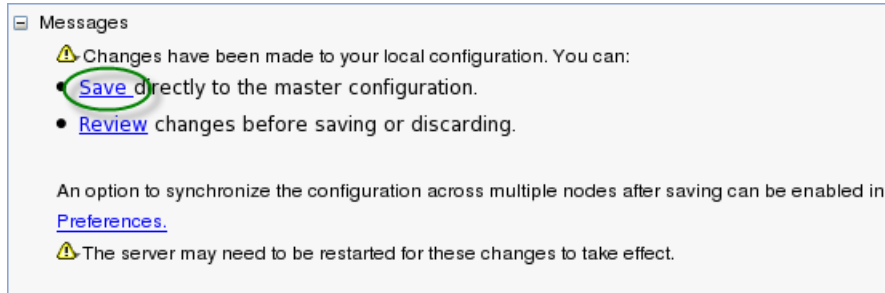 Messages
Changes have been made to your local configuration. You can:
• Save directly to the master configuration.
• Review changes before saving or discarding.
An option to synchronize the configuration across multiple nodes after saving can be enabled in
Preferences.
The server may need to be restarted for these changes to take effect.